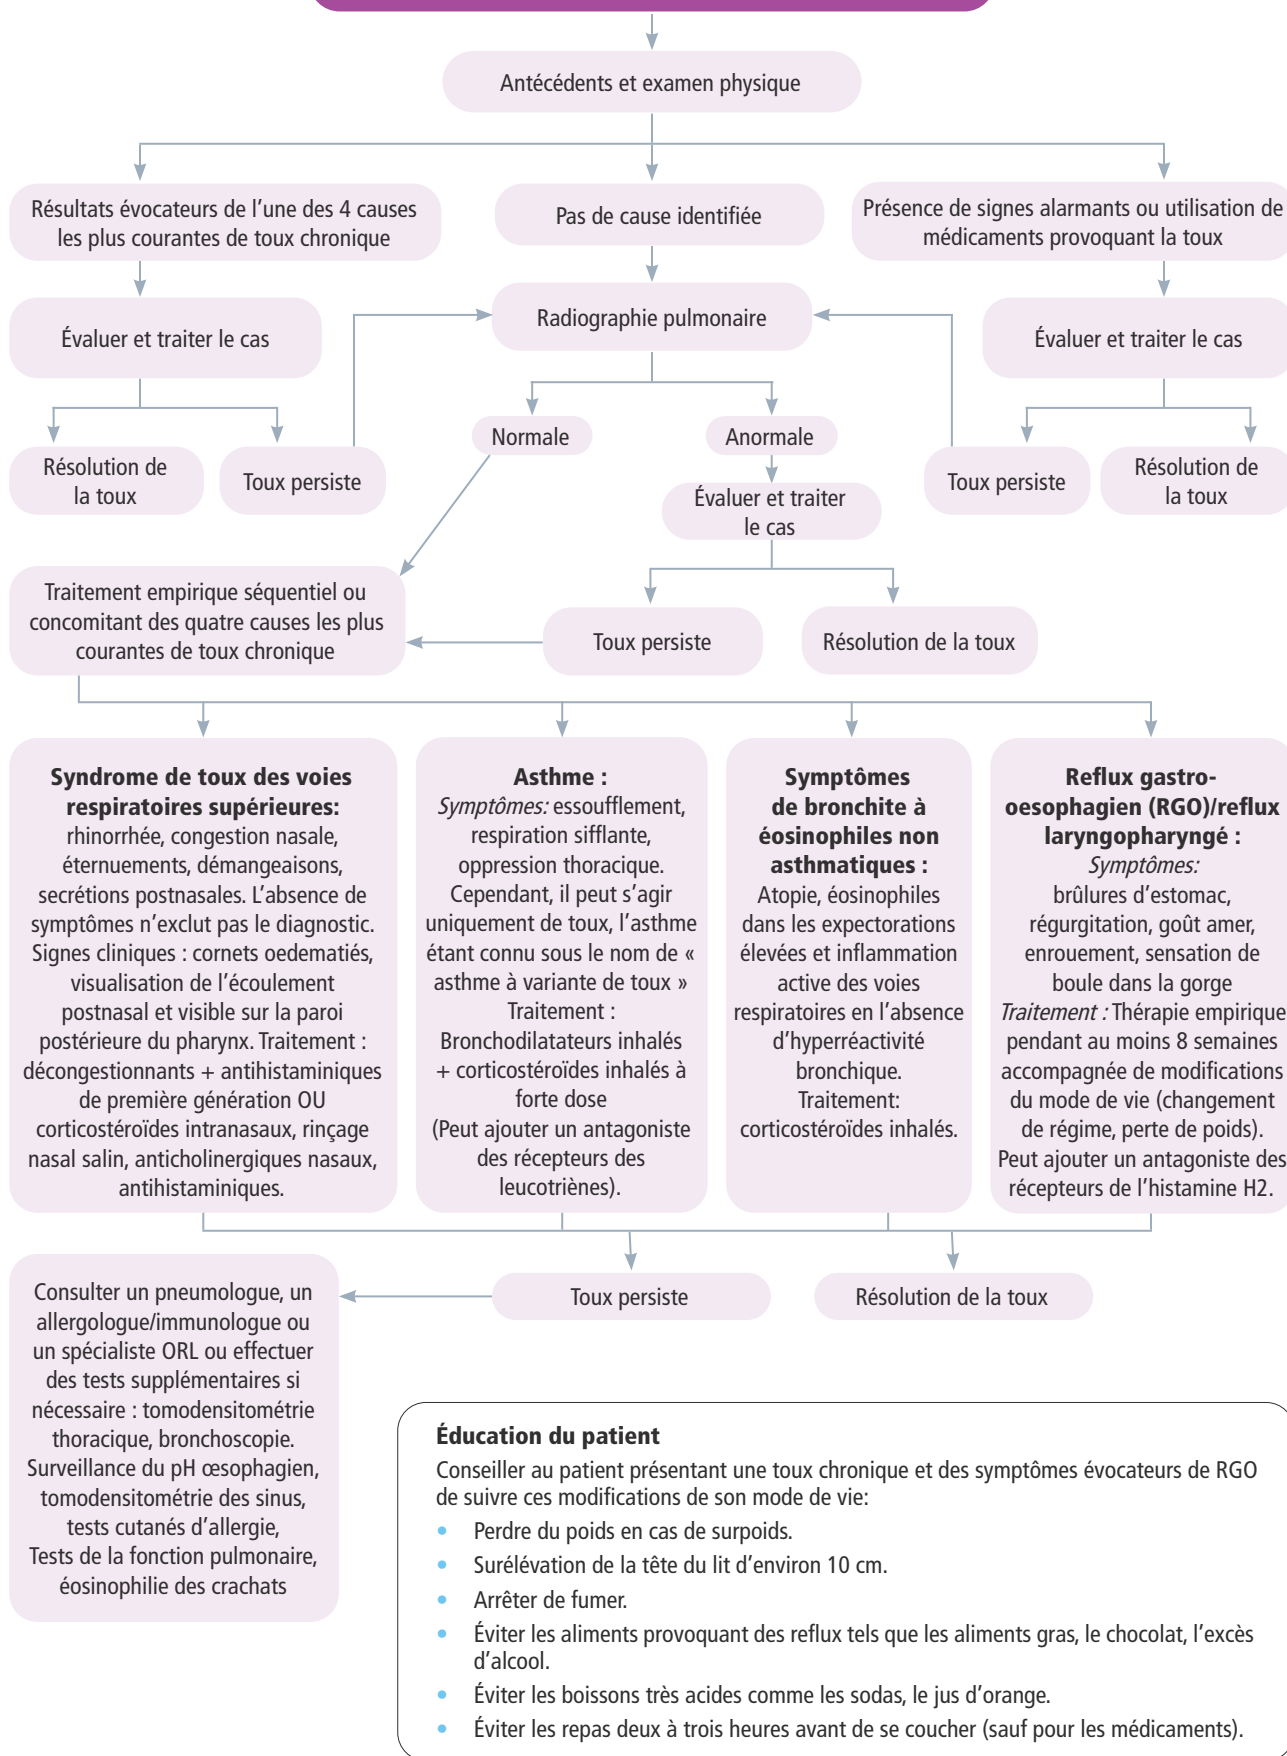 Antécédents et examen physique
Résultats évocateurs de l’une des 4 causes
les plus courantes de toux chronique
Pas de cause identifiée
Présence de signes alarmants ou utilisation de
médicaments provoquant la toux
Évaluer et traiter le cas
Radiographie pulmonaire
Évaluer et traiter le cas
Normale
Anormale
Résolution de
la toux
Toux persiste
Toux persiste
Résolution de
la toux
Évaluer et traiter
le cas
Traitement empirique séquentiel ou
concomitant des quatre causes les plus
courantes de toux chronique
Toux persiste
Résolution de la toux
Syndrome de toux des voies
respiratoires supérieures:
rhinorrhée, congestion nasale,
éternuements, démangeaisons,
secrétions postnasales. L’absence de
symptômes n’exclut pas le diagnostic.
Signes cliniques : cornets oedematiés,
visualisation de l’écoulement
postnasal et visible sur la paroi
postérieure du pharynx. Traitement :
décongestionnants + antihistaminiques
de première génération OU
corticostéroïdes intranasaux, rinçage
nasal salin, anticholinergiques nasaux,
antihistaminiques.
Asthme :
Symptômes: essoufflement,
respiration sifflante,
oppression thoracique.
Cependant, il peut s’agir
uniquement de toux, l’asthme
étant connu sous le nom de «
asthme à variante de toux »
Traitement :
Bronchodilatateurs inhalés
+ corticostéroïdes inhalés à
forte dose
(Peut ajouter un antagoniste
des récepteurs des
leucotriènes).
Symptômes
de bronchite à
éosinophiles non
asthmatiques :
Atopie, éosinophiles
dans les expectorations
élevées et inflammation
active des voies
respiratoires en l’absence
d’hyperréactivité
bronchique.
Traitement:
corticostéroïdes inhalés.
Reflux gastro-
oesophagien (RGO)/reflux
laryngopharyngé :
Symptômes:
brûlures d’estomac,
régurgitation, goût amer,
enrouement, sensation de
boule dans la gorge
Traitement : Thérapie empirique
pendant au moins 8 semaines
accompagnée de modifications
du mode de vie (changement
de régime, perte de poids).
Peut ajouter un antagoniste des
récepteurs de l’histamine H2.
Toux persiste
Résolution de la toux
Consulter un pneumologue, un
allergologue/immunologue ou
un spécialiste ORL ou effectuer
des tests supplémentaires si
nécessaire : tomodensitométrie
thoracique, bronchoscopie.
Surveillance du pH œsophagien,
tomodensitométrie des sinus,
tests cutanés d’allergie,
Tests de la fonction pulmonaire,
éosinophilie des crachats
Éducation du patient
Conseiller au patient présentant une toux chronique et des symptômes évocateurs de RGO
de suivre ces modifications de son mode de vie:
• Perdre du poids en cas de surpoids.
• Surélévation de la tête du lit d’environ 10 cm.
• Arrêter de fumer.
• Éviter les aliments provoquant des reflux tels que les aliments gras, le chocolat, l’excès
d’alcool.
• Éviter les boissons très acides comme les sodas, le jus d’orange.
• Éviter les repas deux à trois heures avant de se coucher (sauf pour les médicaments).